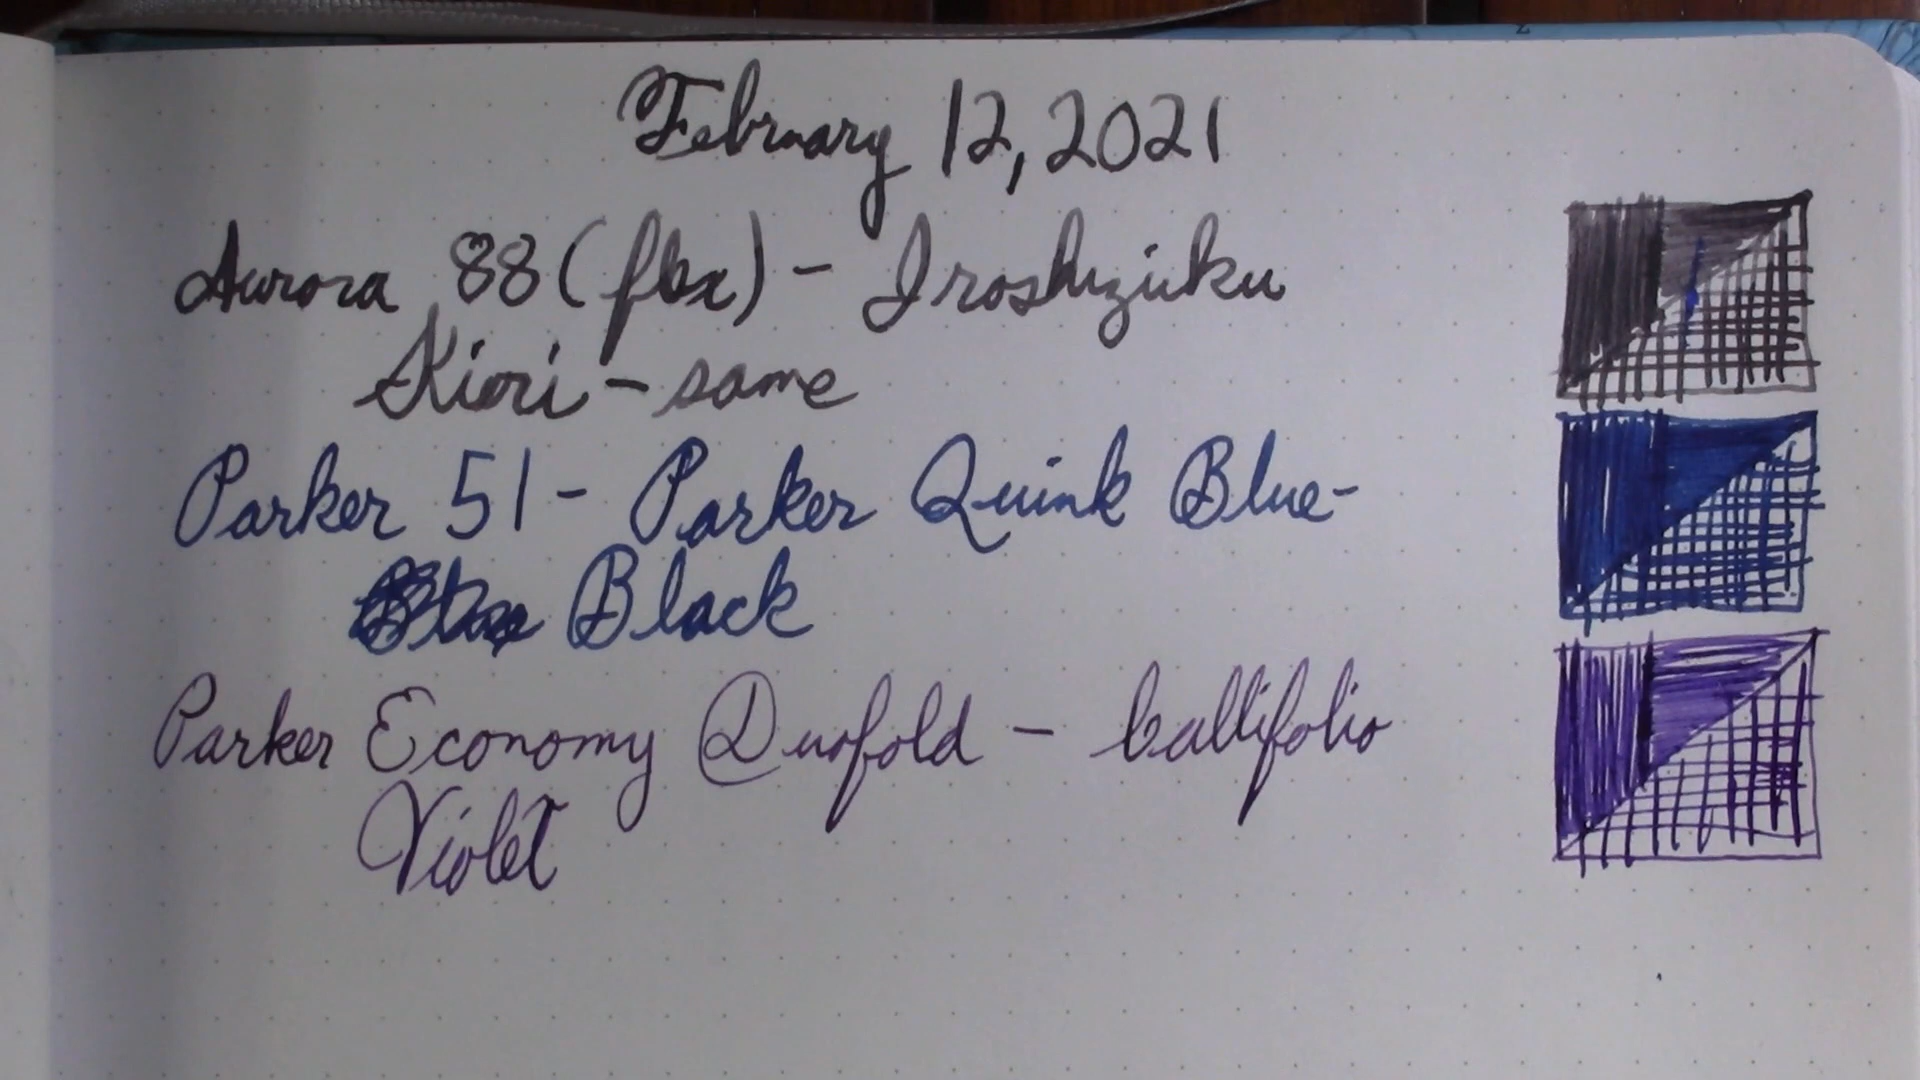 February 12, 2021
Aurora 88 (flex) - Iroshizuku
Kiri - same
Parker 51 - Parker Quink Blue-
Black
Parker Economy Duofold - Callifolio
Violet